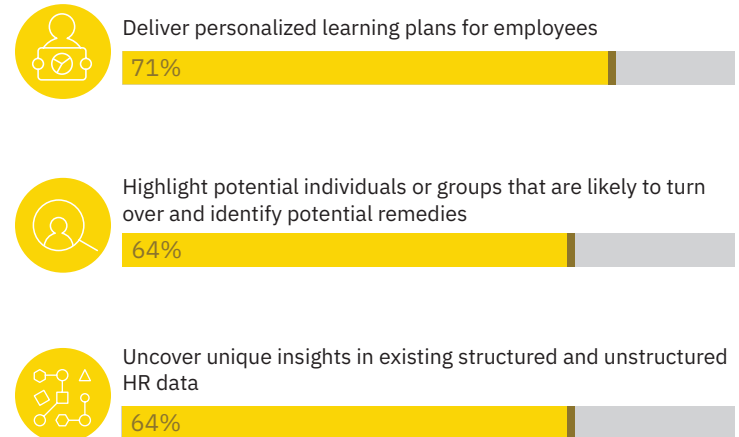 Deliver personalized learning plans for employees
71%
Highlight potential individuals or groups that are likely to turn
over and identify potential remedies
64%
Uncover unique insights in existing structured and unstructured
HR data
64%